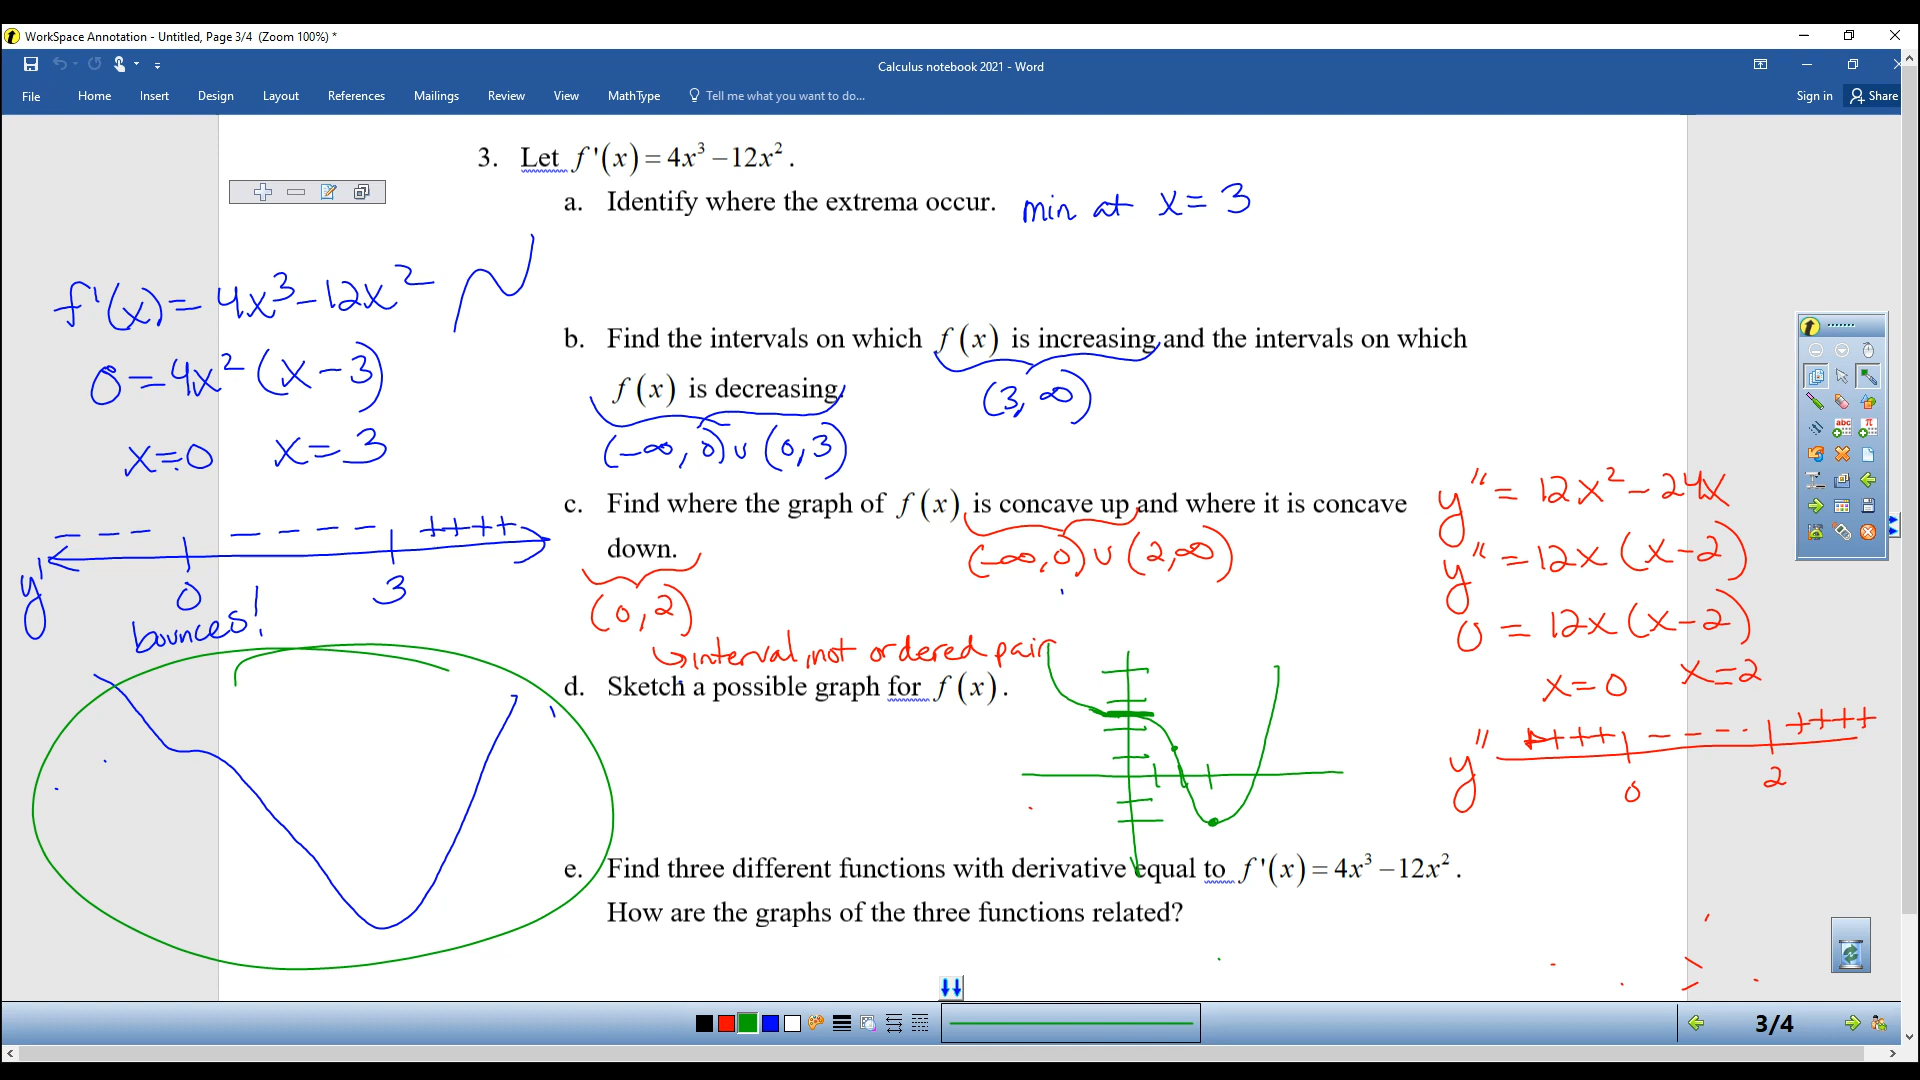 WorkSpace Annotation - Untitled, Page 3/4 (Zoom 100%) *
Calculus notebook 2021 - Word
File Home Insert Design Layout References Mailings Review View MathType Tell me what you want to do... Sign in Share
3. Let f'(x) = 4x³ – 12x².
a. Identify where the extrema occur. min at x = 3
f'(x) = 4x³ – 12x²
0 = 4x² (x – 3)
x = 0 x = 3
– – – – – – – ++++
y' 0 3
bounces!
b. Find the intervals on which f(x) is increasing and the intervals on which
f(x) is decreasing.
(3, ∞)
(–∞, 0) ∪ (0, 3)
c. Find where the graph of f(x) is concave up and where it is concave
down.
(–∞, 0) ∪ (2, ∞)
(0, 2)
↳ interval, not ordered pair
y'' = 12x² – 24x
y'' = 12x (x – 2)
0 = 12x (x – 2)
x = 0 x = 2
++++ – – – – ++++
y'' 0 2
d. Sketch a possible graph for f(x).
e. Find three different functions with derivative equal to f'(x) = 4x³ – 12x².
How are the graphs of the three functions related?
3/4